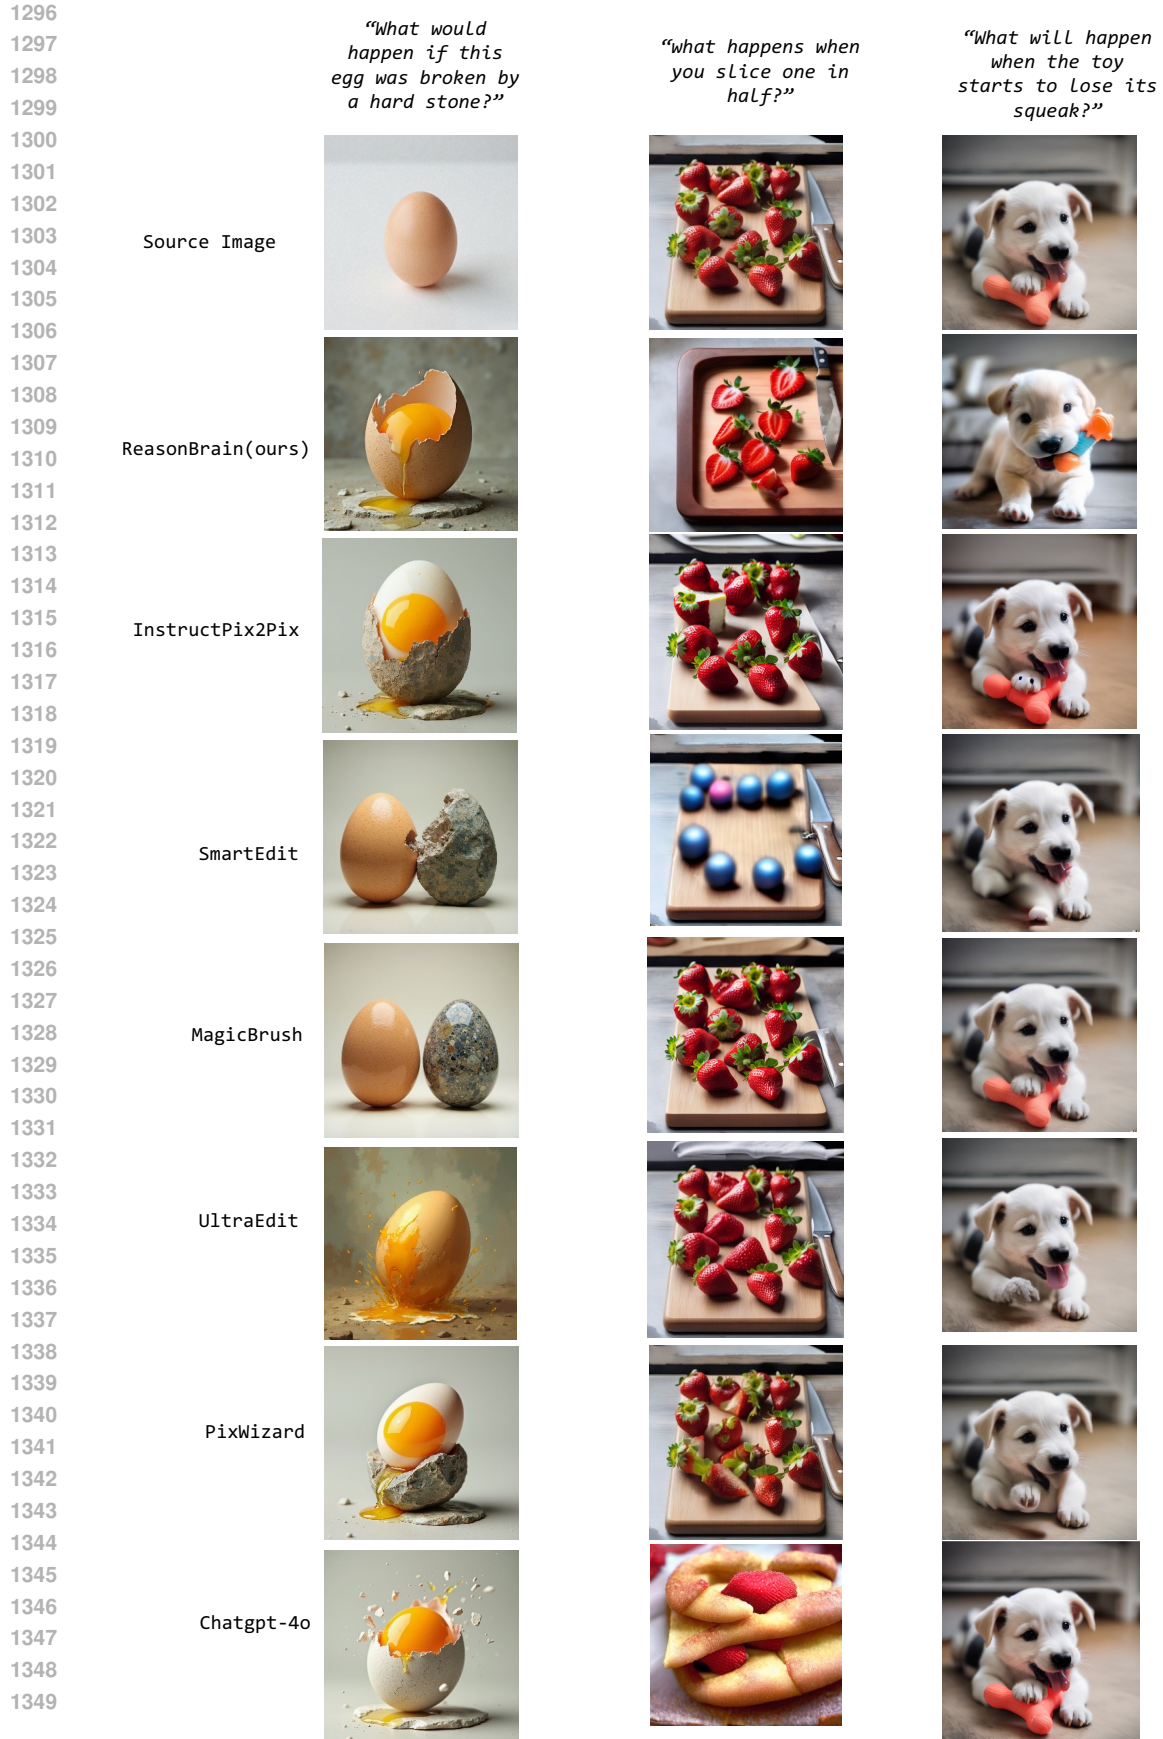 1296
1297
1298
1299
1300
1301
1302
1303
1304
1305
1306
1307
1308
1309
1310
1311
1312
1313
1314
1315
1316
1317
1318
1319
1320
1321
1322
1323
1324
1325
1326
1327
1328
1329
1330
1331
1332
1333
1334
1335
1336
1337
1338
1339
1340
1341
1342
1343
1344
1345
1346
1347
1348
1349
“What would
happen if this
egg was broken by
a hard stone?”
“what happens when
you slice one in
half?”
“What will happen
when the toy
starts to lose its
squeak?”
Source Image
ReasonBrain(ours)
InstructPix2Pix
SmartEdit
MagicBrush
UltraEdit
PixWizard
Chatgpt-4o